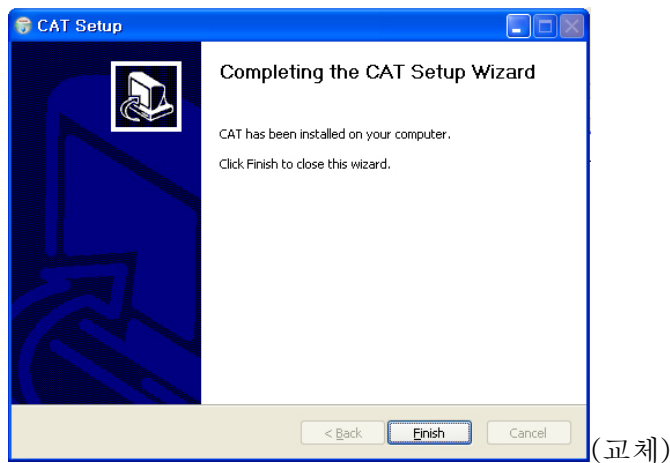 CAT Setup
Completing the CAT Setup Wizard
CAT has been installed on your computer.
Click Finish to close this wizard.
< Back
Finish
Cancel
(교체)